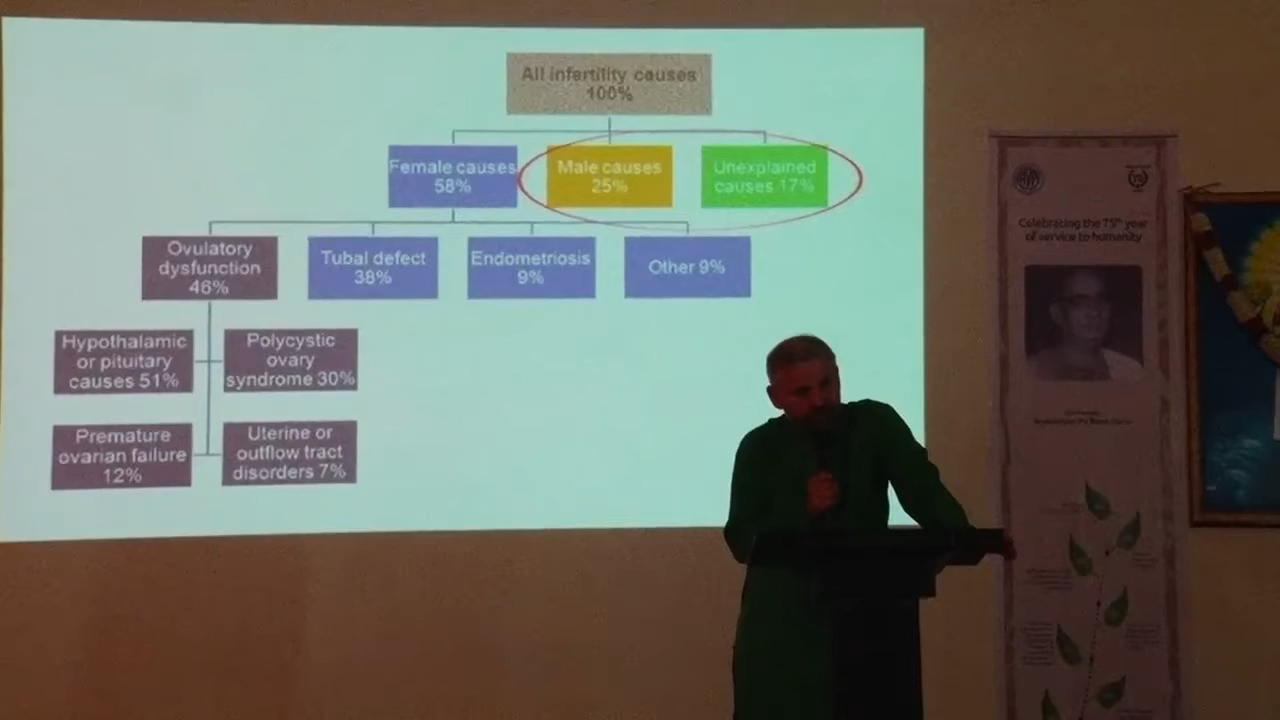 All infertility causes
100%
Female causes
58%
Male causes
25%
Unexplained
causes 17%
Ovulatory
dysfunction
46%
Tubal defect
38%
Endometriosis
9%
Other 9%
Hypothalamic
or pituitary
causes 51%
Polycystic
ovary
syndrome 30%
Premature
ovarian failure
12%
Uterine or
outflow tract
disorders 7%
Celebrating the 75th year
of service to humanity